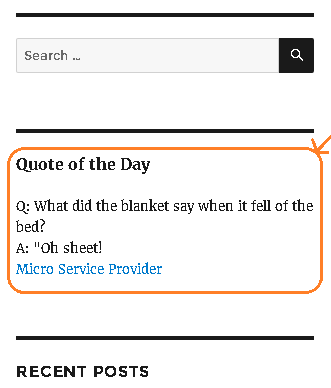 Search …
Quote of the Day
Q: What did the blanket say when it fell of the
bed?
A: "Oh sheet!
Micro Service Provider
RECENT POSTS